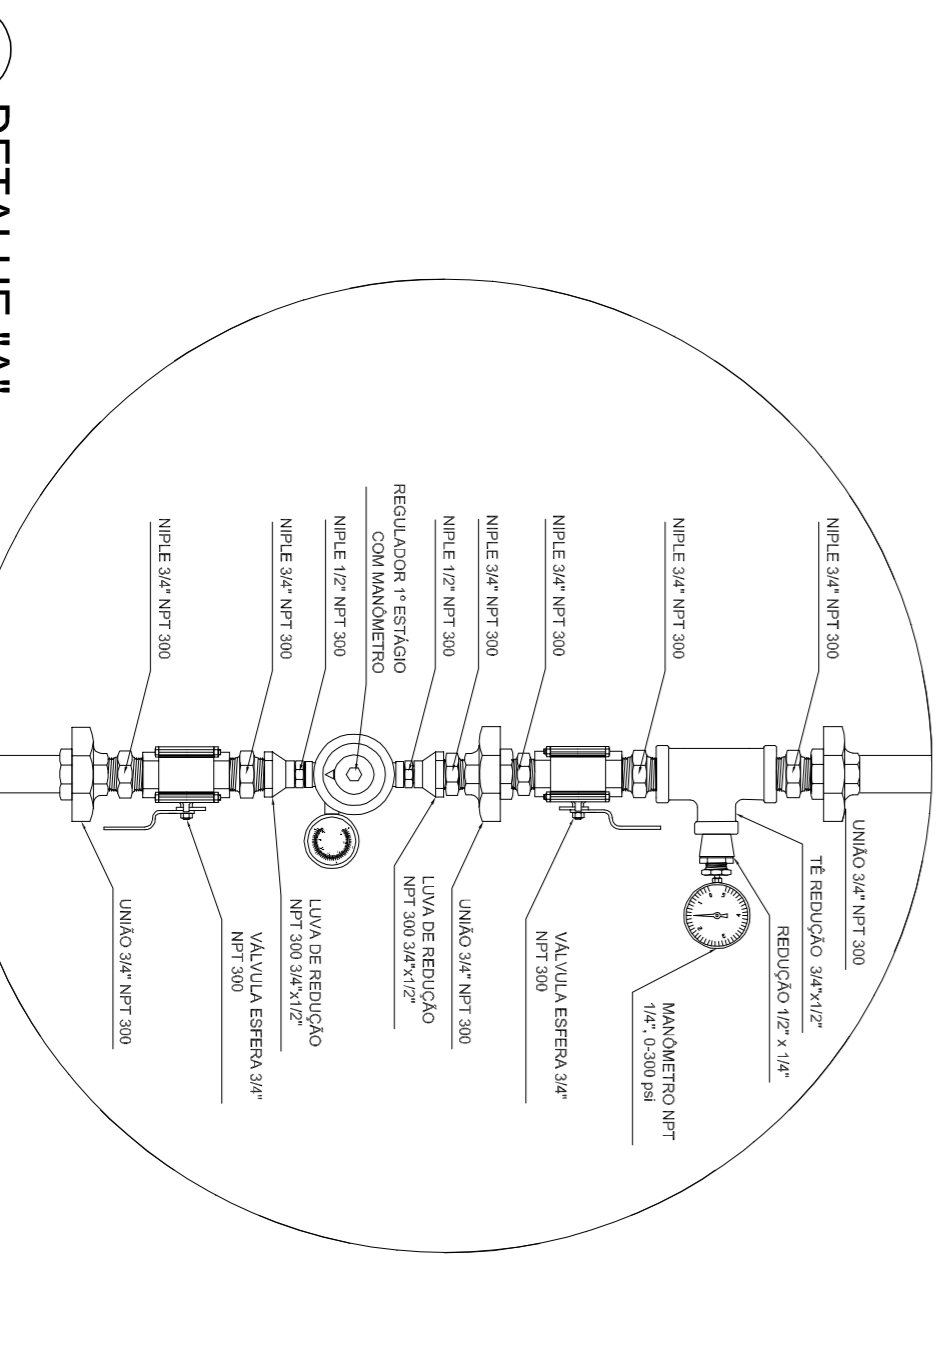 NIPLE 3/4" NPT 300
NIPLE 3/4" NPT 300
NIPLE 3/4" NPT 300
NIPLE 3/4" NPT 300
NIPLE 1/2" NPT 300
REGULADOR 1º ESTÁGIO
COM MANÔMETRO
NIPLE 1/2" NPT 300
NIPLE 3/4" NPT 300
NIPLE 3/4" NPT 300
UNIÃO 3/4" NPT 300
TÊ REDUÇÃO 3/4"x1/2"
REDUÇÃO 1/2" x 1/4"
MANÔMETRO NPT
1/4", 0-300 psi
VÁLVULA ESFERA 3/4"
NPT 300
UNIÃO 3/4" NPT 300
LUVA DE REDUÇÃO
NPT 300 3/4"x1/2"
LUVA DE REDUÇÃO
NPT 300 3/4"x1/2"
VÁLVULA ESFERA 3/4"
NPT 300
UNIÃO 3/4" NPT 300
DETALHE "A"